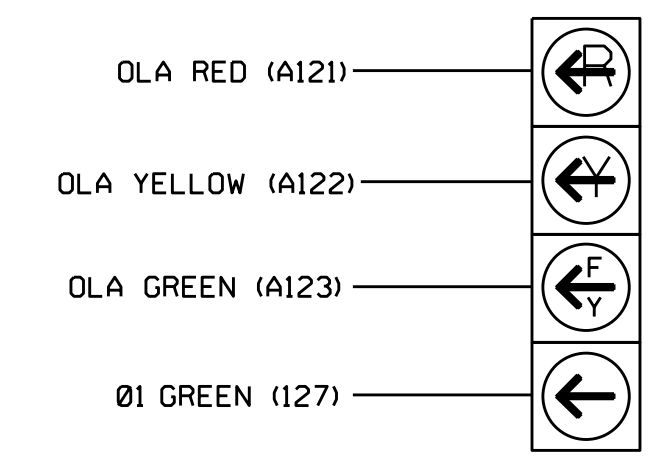 OLA RED (A121)
R
OLA YELLOW (A122)
Y
F
OLA GREEN (A123)
Y
Ø1 GREEN (127)